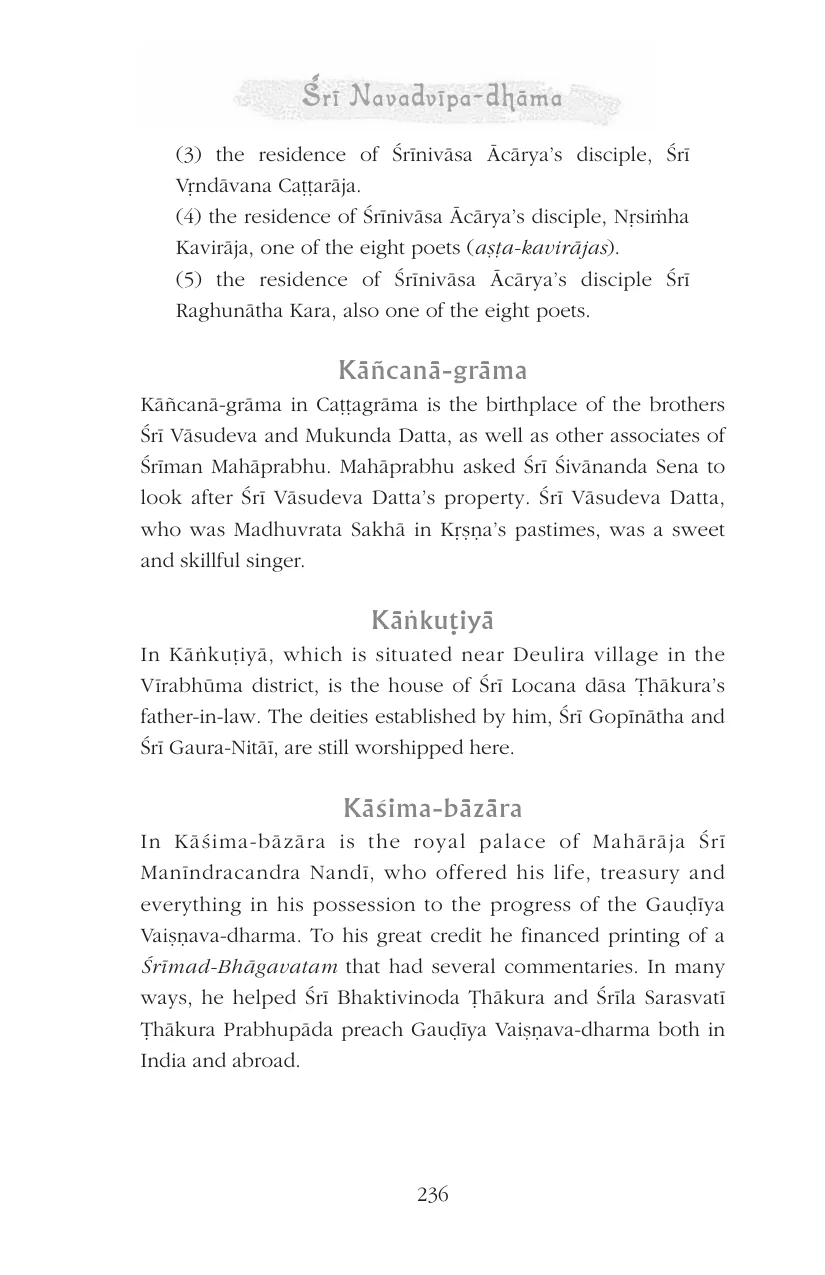 Śrī Navadvīpa-dhāma
(3) the residence of Śrīnivāsa Ācārya’s disciple, Śrī
Vṛndāvana Caṭṭarāja.
(4) the residence of Śrīnivāsa Ācārya’s disciple, Nṛsiṁha
Kavirāja, one of the eight poets (aṣṭa-kavirājas).
(5) the residence of Śrīnivāsa Ācārya’s disciple Śrī
Raghunātha Kara, also one of the eight poets.
Kāñcanā-grāma
Kāñcanā-grāma in Caṭṭagrāma is the birthplace of the brothers
Śrī Vāsudeva and Mukunda Datta, as well as other associates of
Śrīman Mahāprabhu. Mahāprabhu asked Śrī Śivānanda Sena to
look after Śrī Vāsudeva Datta’s property. Śrī Vāsudeva Datta,
who was Madhuvrata Sakhā in Kṛṣṇa’s pastimes, was a sweet
and skillful singer.
Kāṅkuṭiyā
In Kāṅkuṭiyā, which is situated near Deulira village in the
Vīrabhūma district, is the house of Śrī Locana dāsa Ṭhākura’s
father-in-law. The deities established by him, Śrī Gopīnātha and
Śrī Gaura-Nitāī, are still worshipped here.
Kāśima-bāzāra
In Kāśima-bāzāra is the royal palace of Mahārāja Śrī
Manīndracandra Nandī, who offered his life, treasury and
everything in his possession to the progress of the Gauḍīya
Vaiṣṇava-dharma. To his great credit he financed printing of a
Śrīmad-Bhāgavatam that had several commentaries. In many
ways, he helped Śrī Bhaktivinoda Ṭhākura and Śrīla Sarasvatī
Ṭhākura Prabhupāda preach Gauḍīya Vaiṣṇava-dharma both in
India and abroad.
236